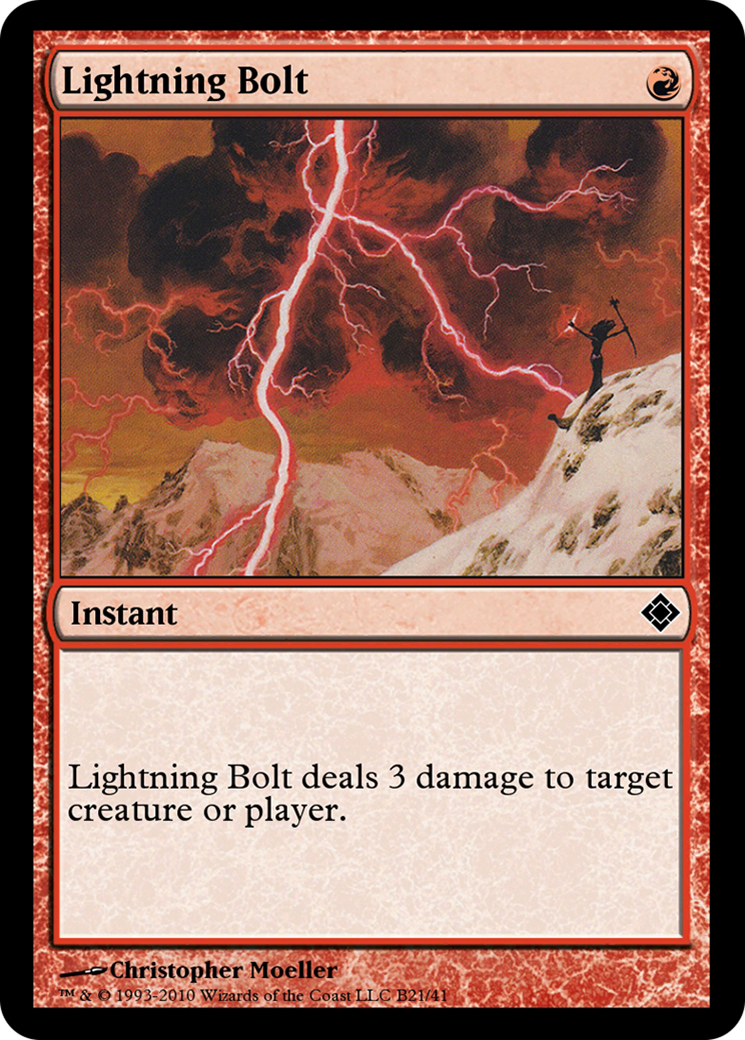 Lightning Bolt
Instant
Lightning Bolt deals 3 damage to target
creature or player.
Christopher Moeller
™ & © 1993-2010 Wizards of the Coast LLC B21/41